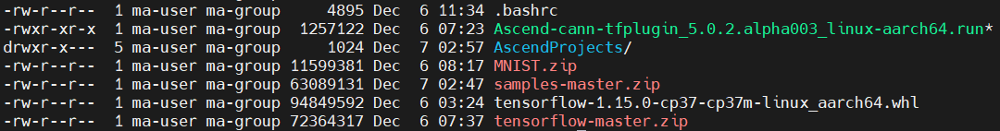 -rw-r--r-- 1 ma-user ma-group 4895 Dec 6 11:34 .bashrc
-rwxr-xr-x 1 ma-user ma-group 1257122 Dec 6 07:23 Ascend-cann-tfplugin_5.0.2.alpha003_linux-aarch64.run*
drwxr-x--- 5 ma-user ma-group 1024 Dec 7 02:57 AscendProjects/
-rw-r--r-- 1 ma-user ma-group 11599381 Dec 6 08:17 MNIST.zip
-rw-r--r-- 1 ma-user ma-group 63089131 Dec 7 02:47 samples-master.zip
-rw-r--r-- 1 ma-user ma-group 94849592 Dec 6 03:24 tensorflow-1.15.0-cp37-cp37m-linux_aarch64.whl
-rw-r--r-- 1 ma-user ma-group 72364317 Dec 6 07:37 tensorflow-master.zip